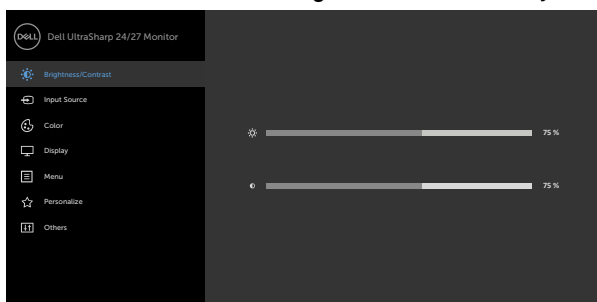 DELL
Dell UltraSharp 24/27 Monitor
Brightness/Contrast
Input Source
Color
Display
Menu
Personalize
Others
75 %
75 %